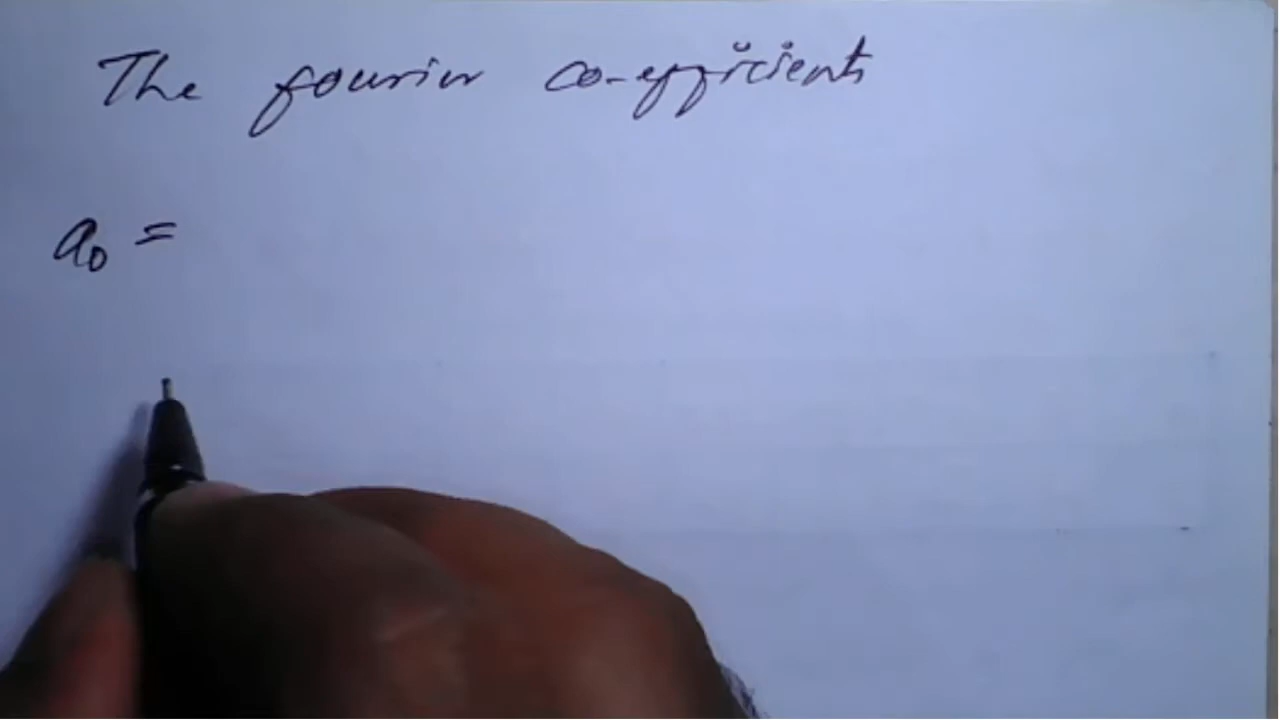 The fourier co-efficients
a₀ =